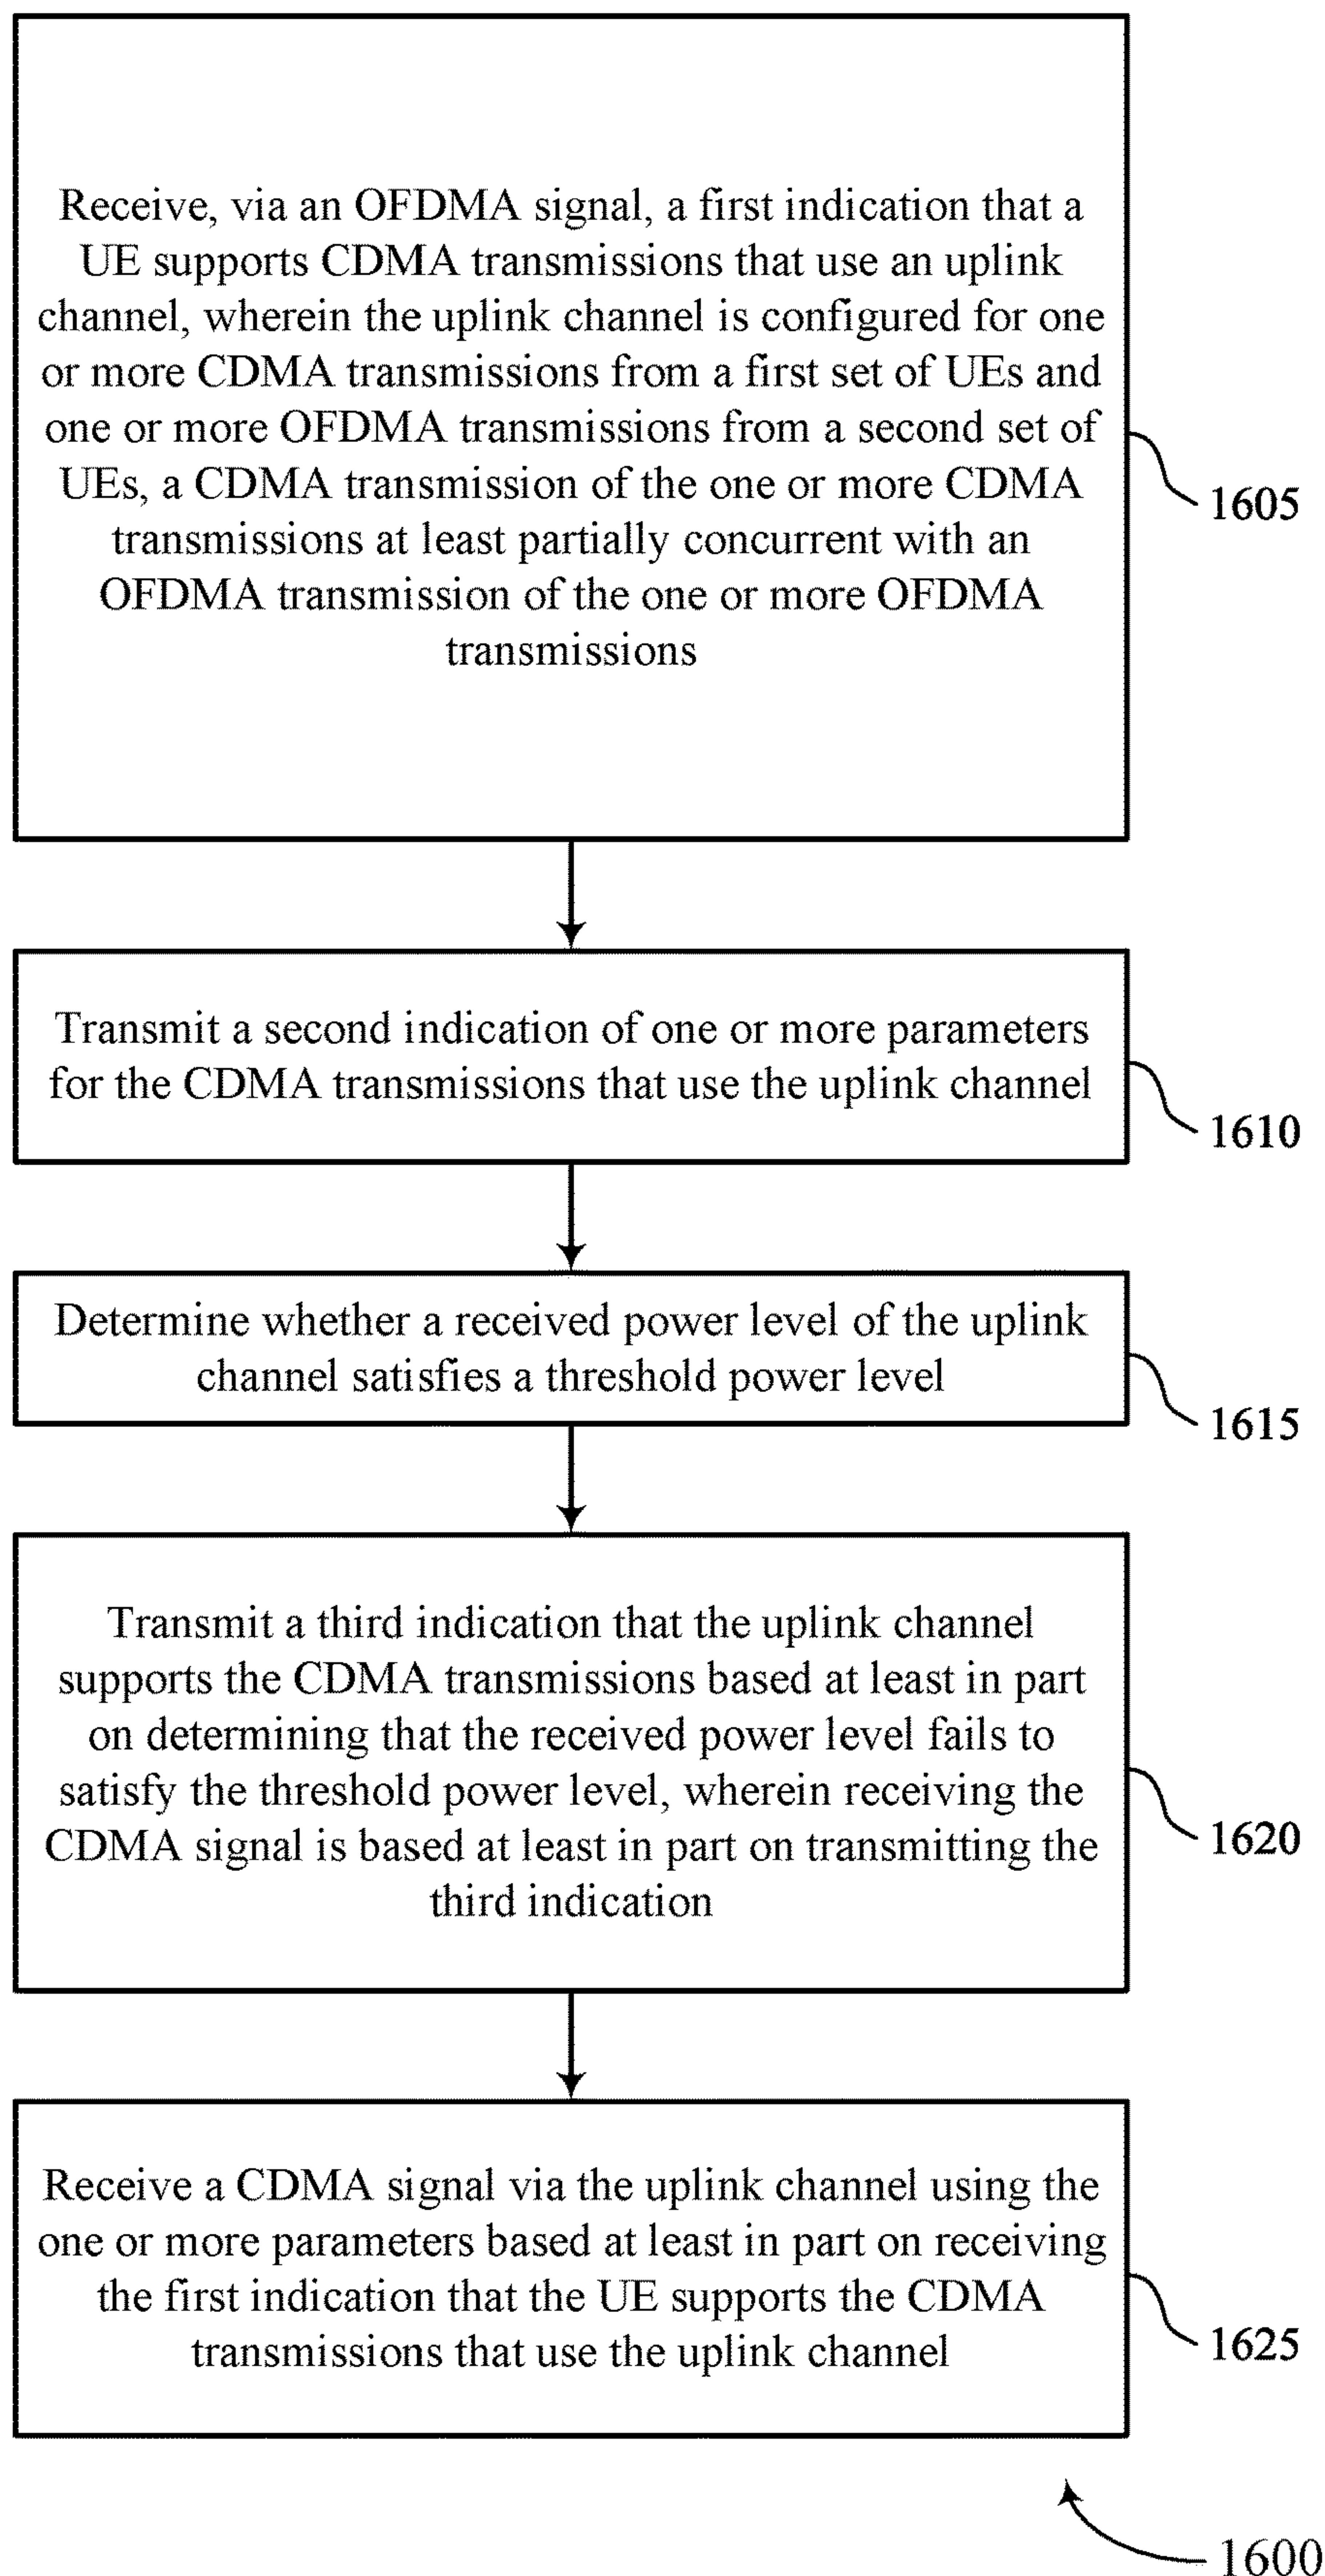 Receive, via an OFDMA signal, a first indication that a
UE supports CDMA transmissions that use an uplink
channel, wherein the uplink channel is configured for one
or more CDMA transmissions from a first set of UEs and
one or more OFDMA transmissions from a second set of
UEs, a CDMA transmission of the one or more CDMA
transmissions at least partially concurrent with an
OFDMA transmission of the one or more OFDMA
transmissions
1605
Transmit a second indication of one or more parameters
for the CDMA transmissions that use the uplink channel
1610
Determine whether a received power level of the uplink
channel satisfies a threshold power level
1615
Transmit a third indication that the uplink channel
supports the CDMA transmissions based at least in part
on determining that the received power level fails to
satisfy the threshold power level, wherein receiving the
CDMA signal is based at least in part on transmitting the
third indication
1620
Receive a CDMA signal via the uplink channel using the
one or more parameters based at least in part on receiving
the first indication that the UE supports the CDMA
transmissions that use the uplink channel
1625
1600